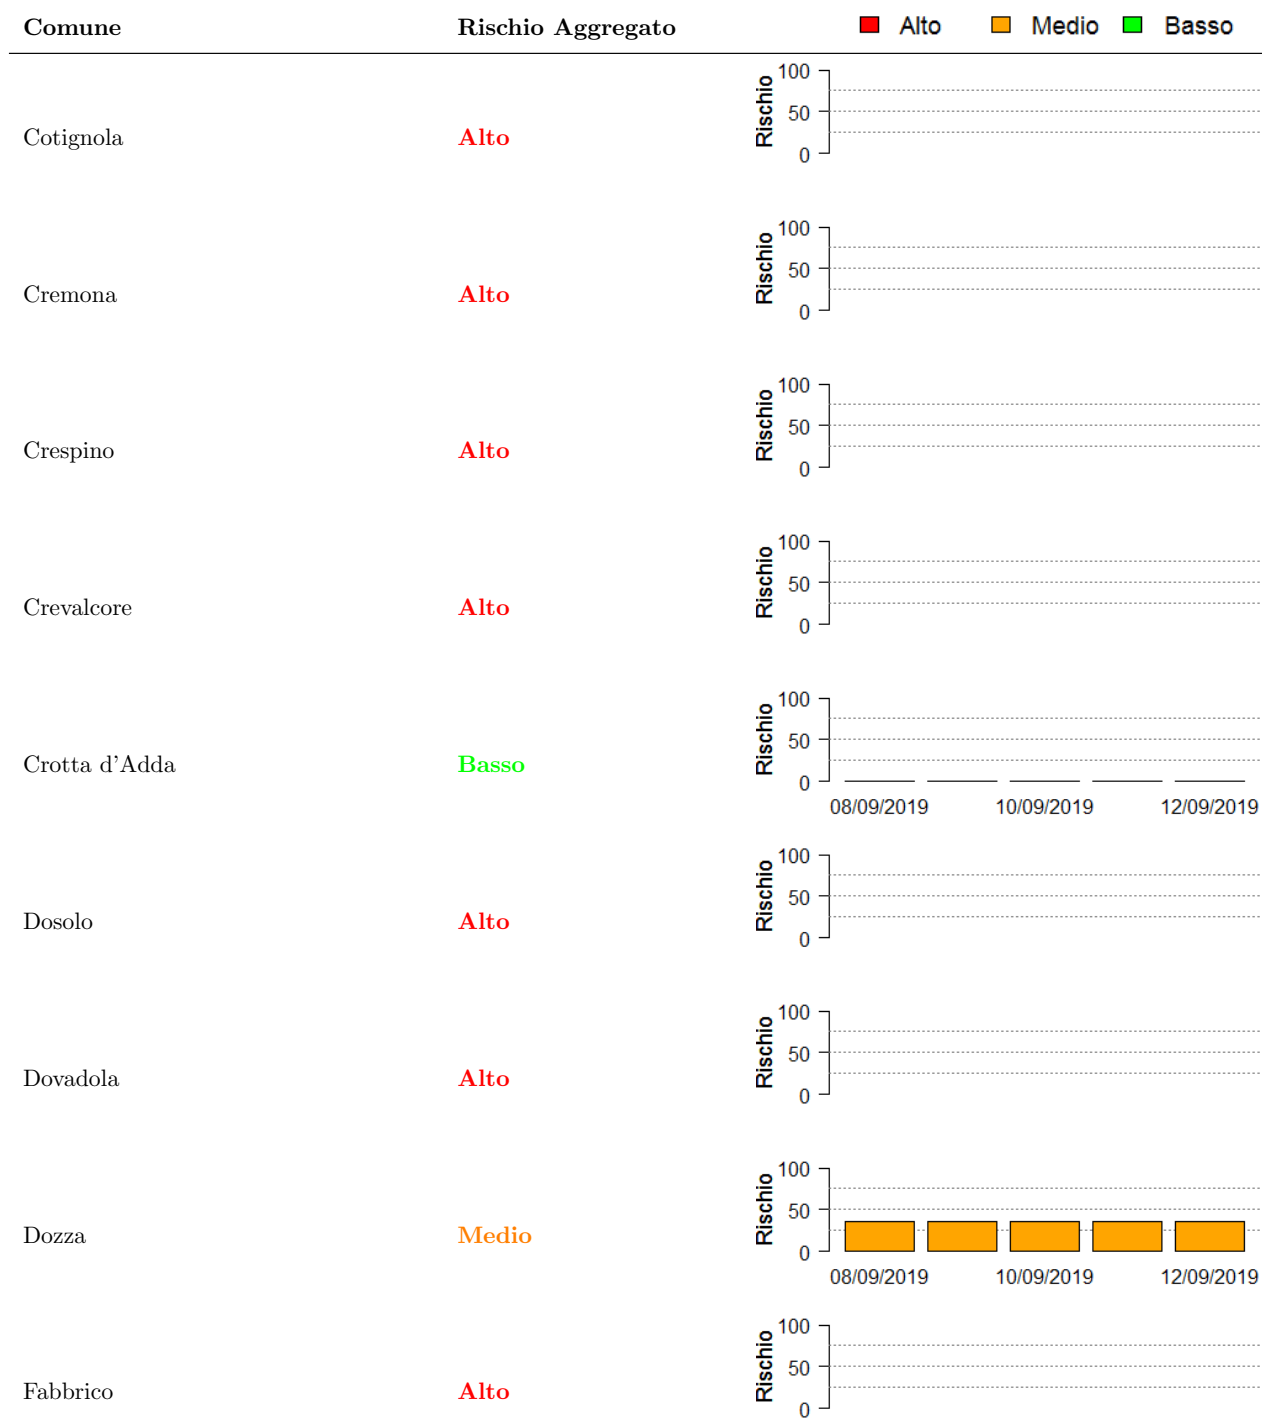 Comune Rischio Aggregato Alto Medio Basso
Cotignola Alto Rischio 100 50 0
Cremona Alto Rischio 100 50 0
Crespino Alto Rischio 100 50 0
Crevalcore Alto Rischio 100 50 0
Crotta d'Adda Basso Rischio 100 50 0
08/09/2019 10/09/2019 12/09/2019
Dosolo Alto Rischio 100 50 0
Dovadola Alto Rischio 100 50 0
Dozza Medio Rischio 100 50 0
08/09/2019 10/09/2019 12/09/2019
Fabbrico Alto Rischio 100 50 0